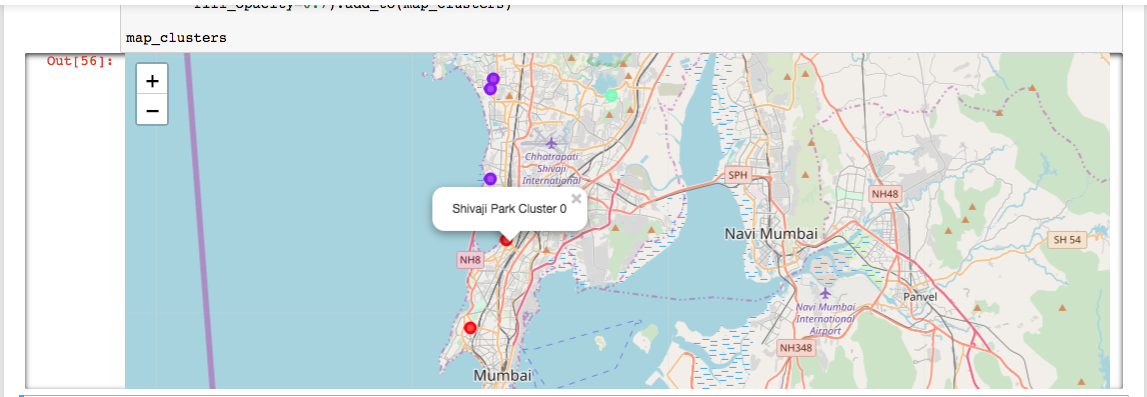 fill_opacity=0.7).add_to(map_clusters)
map_clusters
Out[56]:
+
−
Chhatrapati
Shivaji
International
SPH
NH48
Shivaji Park Cluster 0
×
Navi Mumbai
SH 54
NH8
Panvel
Navi Mumbai
International
Airport
NH348
Mumbai